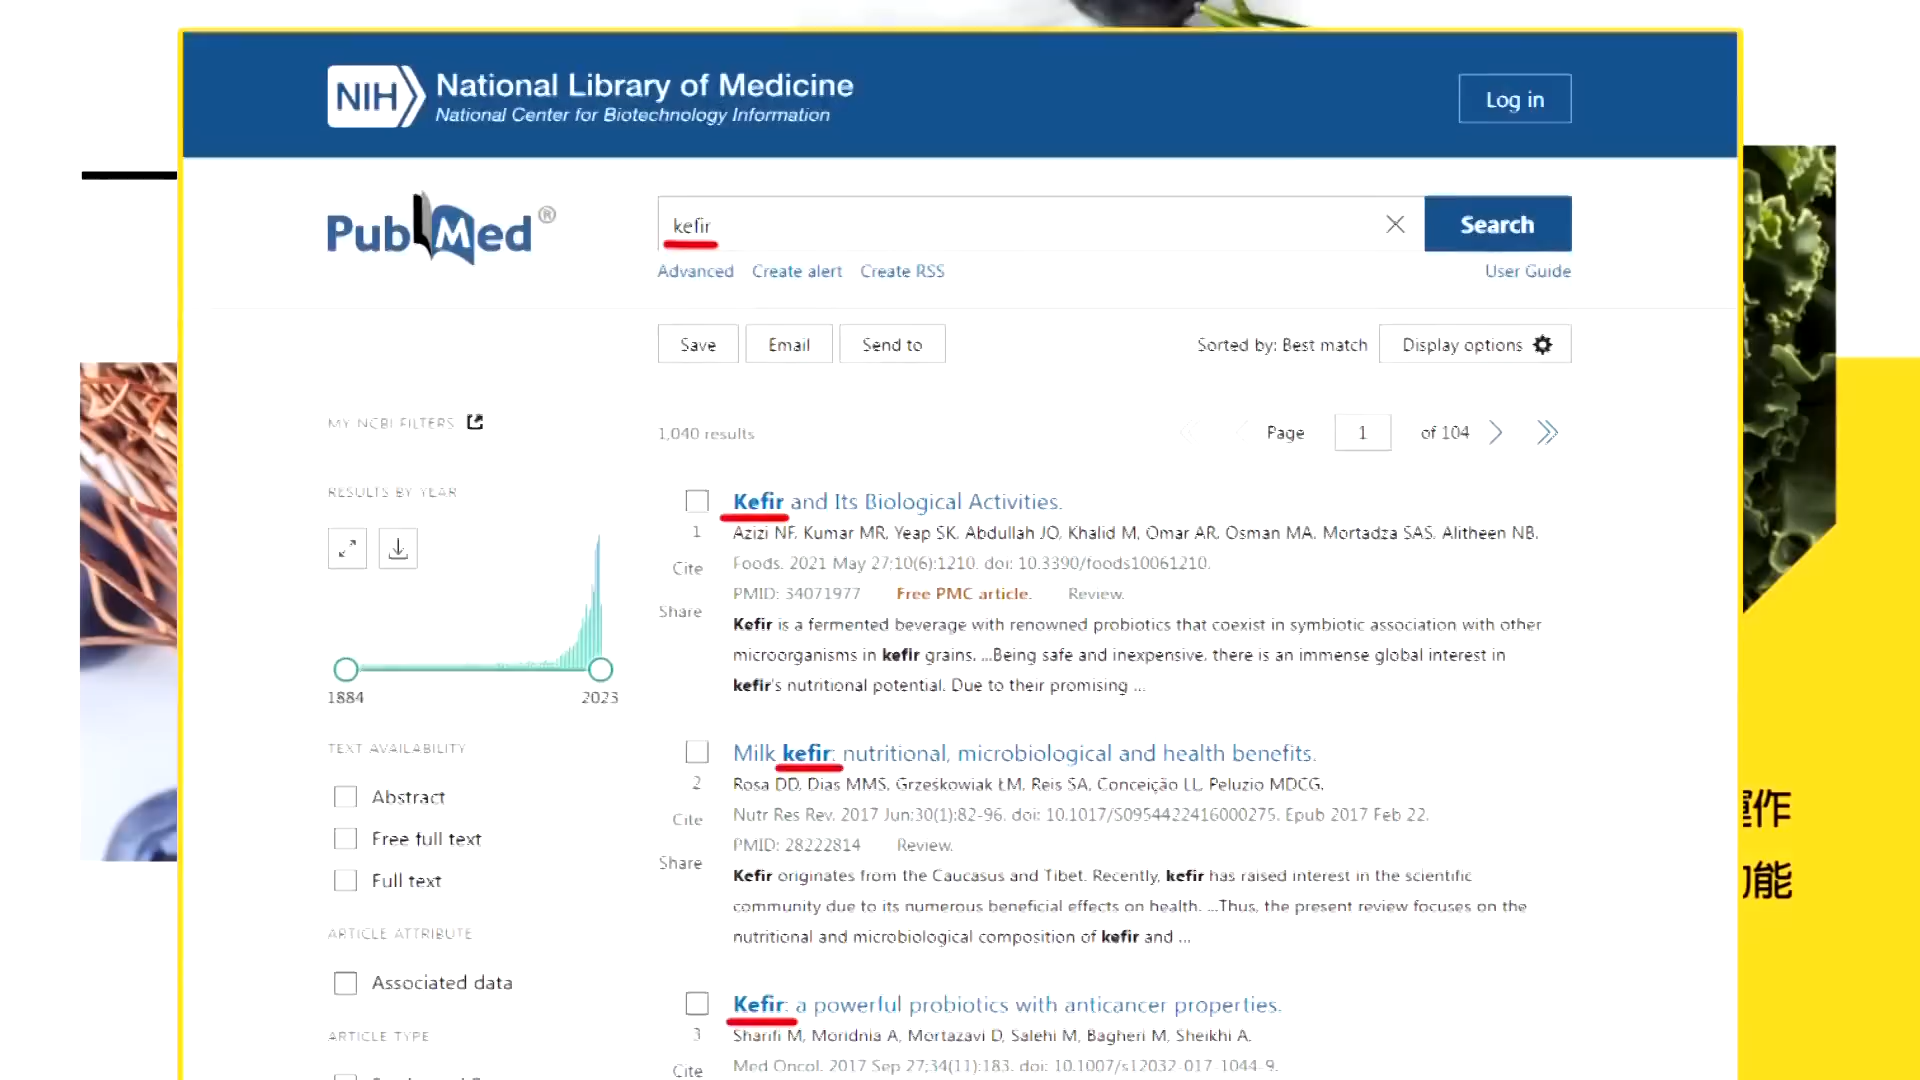 NIH National Library of Medicine
National Center for Biotechnology Information
Log in
PubMed®
kefir
Search
Advanced Create alert Create RSS
User Guide
Save Email Send to
Sorted by: Best match
Display options
MY NCBI FILTERS
1,040 results
Page 1 of 104
RESULTS BY YEAR
1884 2023
TEXT AVAILABILITY
Abstract
Free full text
Full text
ARTICLE ATTRIBUTE
Associated data
ARTICLE TYPE
Kefir and Its Biological Activities.
1
Azizi NF, Kumar MR, Yeap SK, Abdullah JO, Khalid M, Omar AR, Osman MA, Mortadza SAS, Alitheen NB.
Cite
Foods. 2021 May 27;10(6):1210. doi: 10.3390/foods10061210.
PMID: 34071977 Free PMC article. Review.
Share
Kefir is a fermented beverage with renowned probiotics that coexist in symbiotic association with other
microorganisms in kefir grains. ...Being safe and inexpensive, there is an immense global interest in
kefir's nutritional potential. Due to their promising ...
Milk kefir: nutritional, microbiological and health benefits.
2
Rosa DD, Dias MMS, Grześkowiak ŁM, Reis SA, Conceição LL, Peluzio MDCG.
Cite
Nutr Res Rev. 2017 Jun;30(1):82-96. doi: 10.1017/S0954422416000275. Epub 2017 Feb 22.
PMID: 28222814 Review.
Share
Kefir originates from the Caucasus and Tibet. Recently, kefir has raised interest in the scientific
community due to its numerous beneficial effects on health. ...Thus, the present review focuses on the
nutritional and microbiological composition of kefir and ...
Kefir: a powerful probiotics with anticancer properties.
3
Sharifi M, Moridnia A, Mortazavi D, Salehi M, Bagheri M, Sheikhi A.
Cite
Med Oncol. 2017 Sep 27;34(11):183. doi: 10.1007/s12032-017-1044-9.
作
能